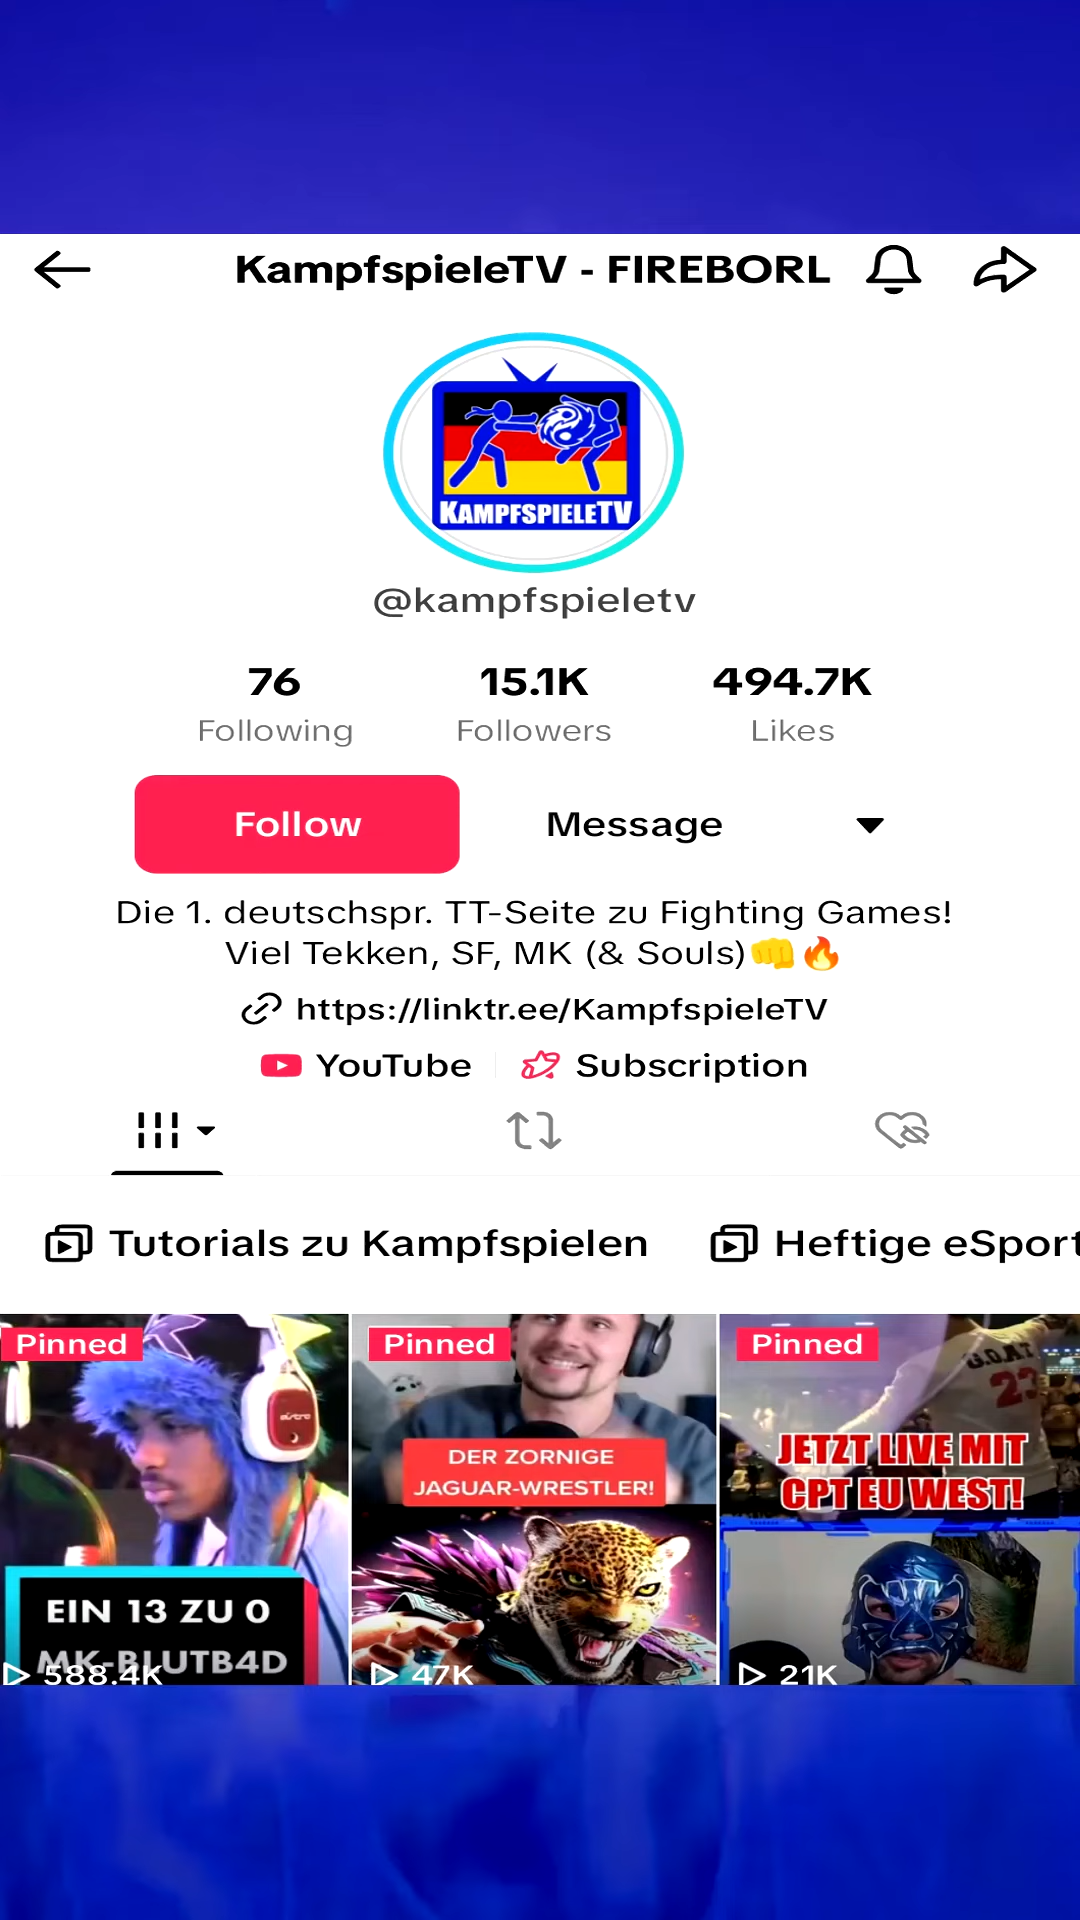 KampfspieleTV - FIREBORL
KAMPFSPIELETV
@kampfspieletv
76 15.1K 494.7K
Following Followers Likes
Follow Message
Die 1. deutschspr. TT-Seite zu Fighting Games!
Viel Tekken, SF, MK (& Souls)👊🔥
https://linktr.ee/KampfspieleTV
YouTube Subscription
Tutorials zu Kampfspielen Heftige eSport
Pinned
astro
EIN 13 ZU 0
MK-BLUTB4D
588.4K
Pinned
DER ZORNIGE
JAGUAR-WRESTLER!
47K
Pinned
G.O.A.T
23
JETZT LIVE MIT
CPT EU WEST!
21K